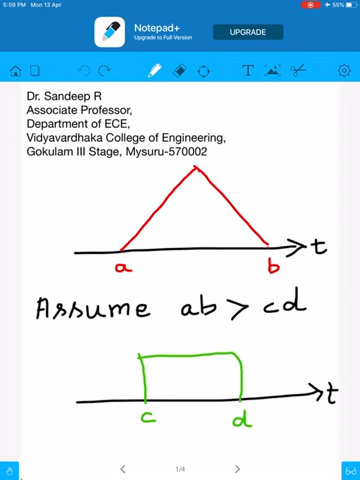 5:59 PM Mon 13 Apr
55%
Notepad+
Upgrade to Full Version
UPGRADE
T
Dr. Sandeep R
Associate Professor,
Department of ECE,
Vidyavardhaka College of Engineering,
Gokulam III Stage, Mysuru-570002
t
a b
Assume ab > cd
t
c d
1/4